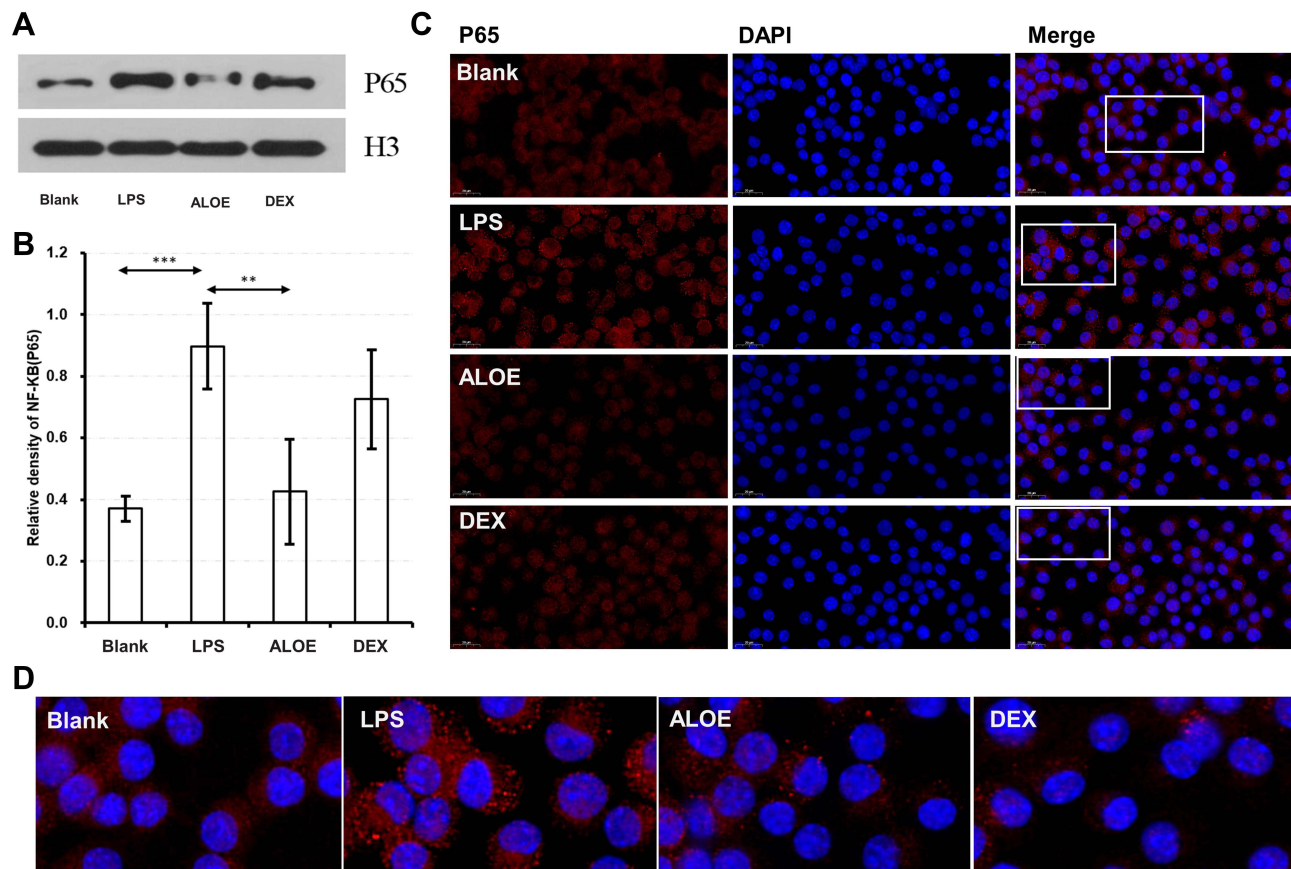 A
P65
H3
Blank LPS ALOE DEX
B
Relative density of NF-KB(P65)
1.2
1.0
0.8
0.6
0.4
0.2
0.0
***
**
Blank LPS ALOE DEX
C
P65 DAPI Merge
Blank
LPS
ALOE
DEX
D
Blank LPS ALOE DEX